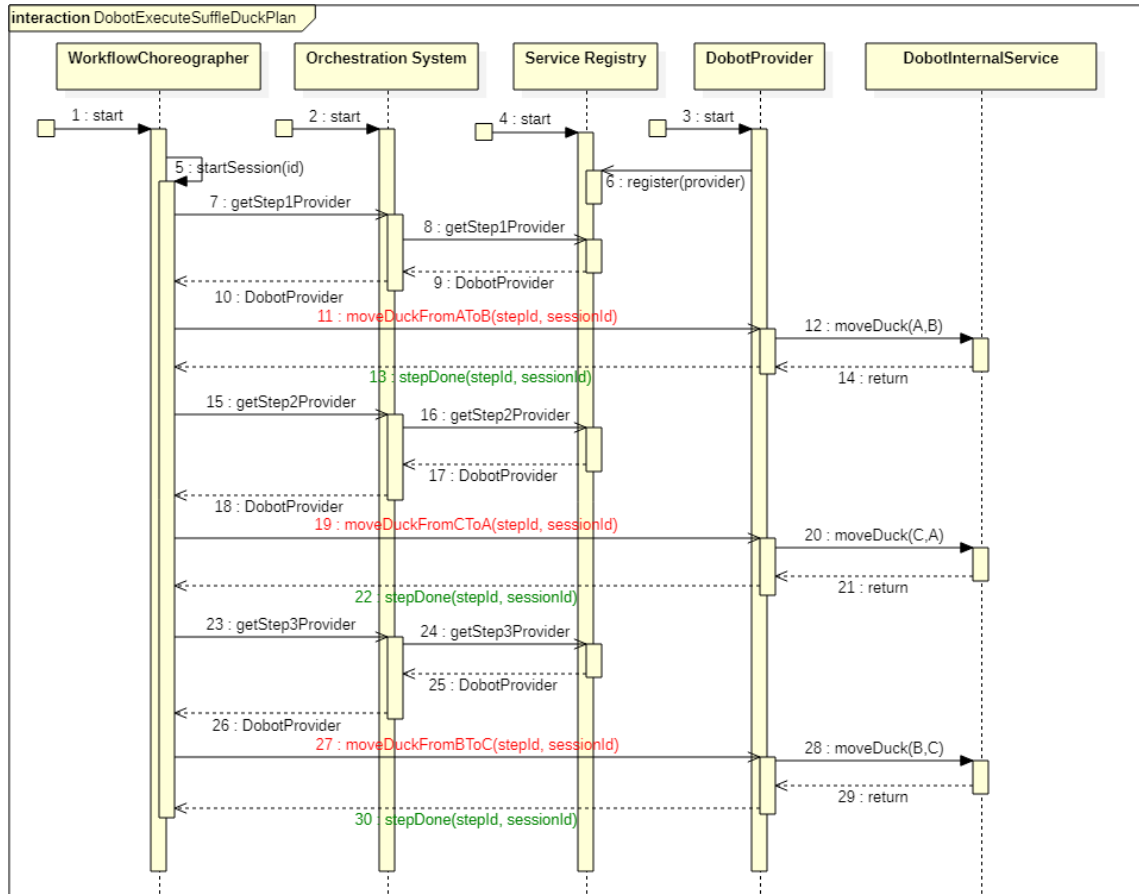 interaction DobotExecuteSuffleDuckPlan
WorkflowChoreographer
Orchestration System
Service Registry
DobotProvider
DobotInternalService
1 : start
2 : start
4 : start
3 : start
5 : startSession(id)
6 : register(provider)
7 : getStep1Provider
8 : getStep1Provider
9 : DobotProvider
10 : DobotProvider
11 : moveDuckFromAToB(stepId, sessionId)
12 : moveDuck(A,B)
13 : stepDone(stepId, sessionId)
14 : return
15 : getStep2Provider
16 : getStep2Provider
17 : DobotProvider
18 : DobotProvider
19 : moveDuckFromCToA(stepId, sessionId)
20 : moveDuck(C,A)
21 : return
22 : stepDone(stepId, sessionId)
23 : getStep3Provider
24 : getStep3Provider
25 : DobotProvider
26 : DobotProvider
27 : moveDuckFromBToC(stepId, sessionId)
28 : moveDuck(B,C)
29 : return
30 : stepDone(stepId, sessionId)